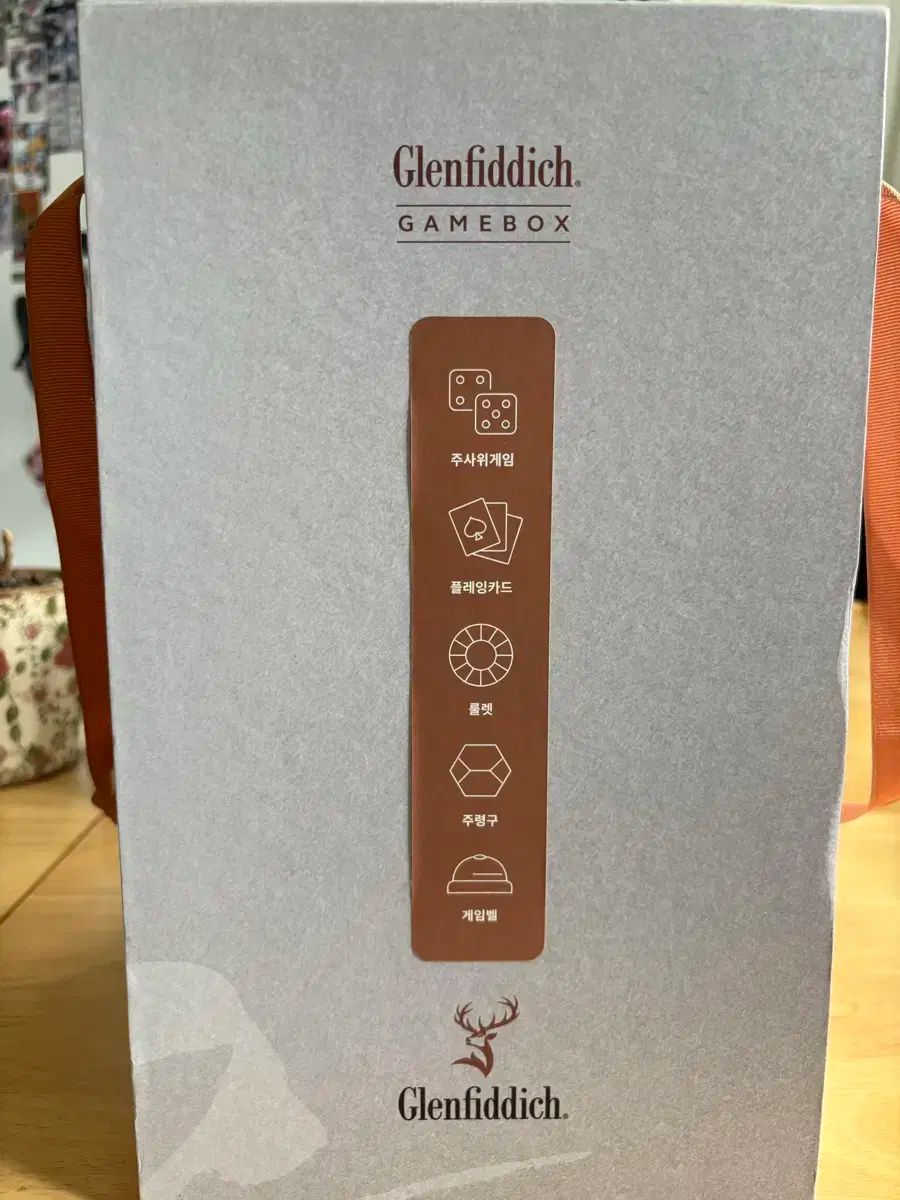 Glenfiddich®
GAMEBOX
주사위게임
플레잉카드
룰렛
주령구
게임벨
Glenfiddich®